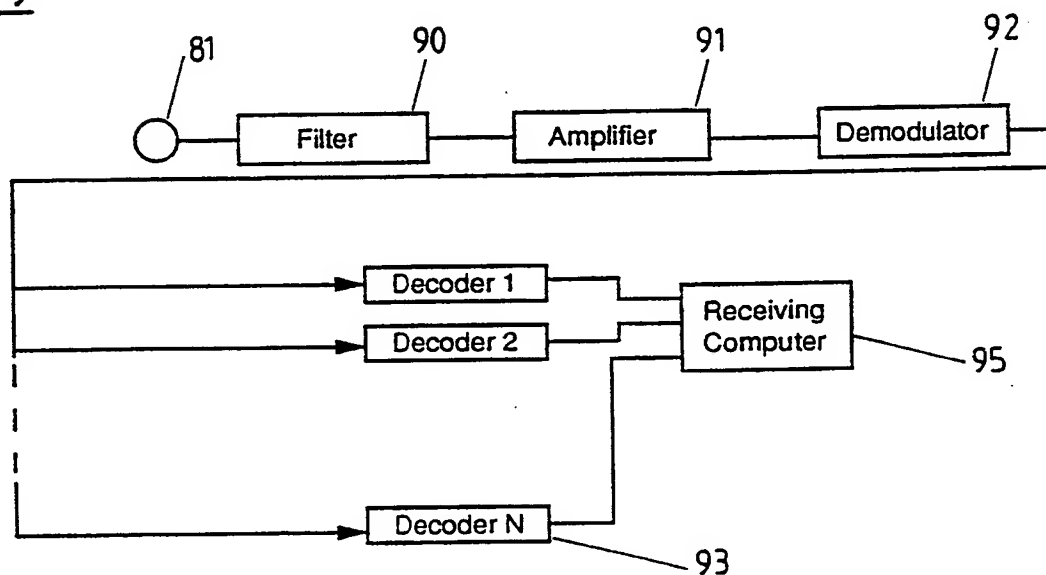 81
90
91
92
Filter
Amplifier
Demodulator
Decoder 1
Decoder 2
Receiving
Computer
95
Decoder N
93